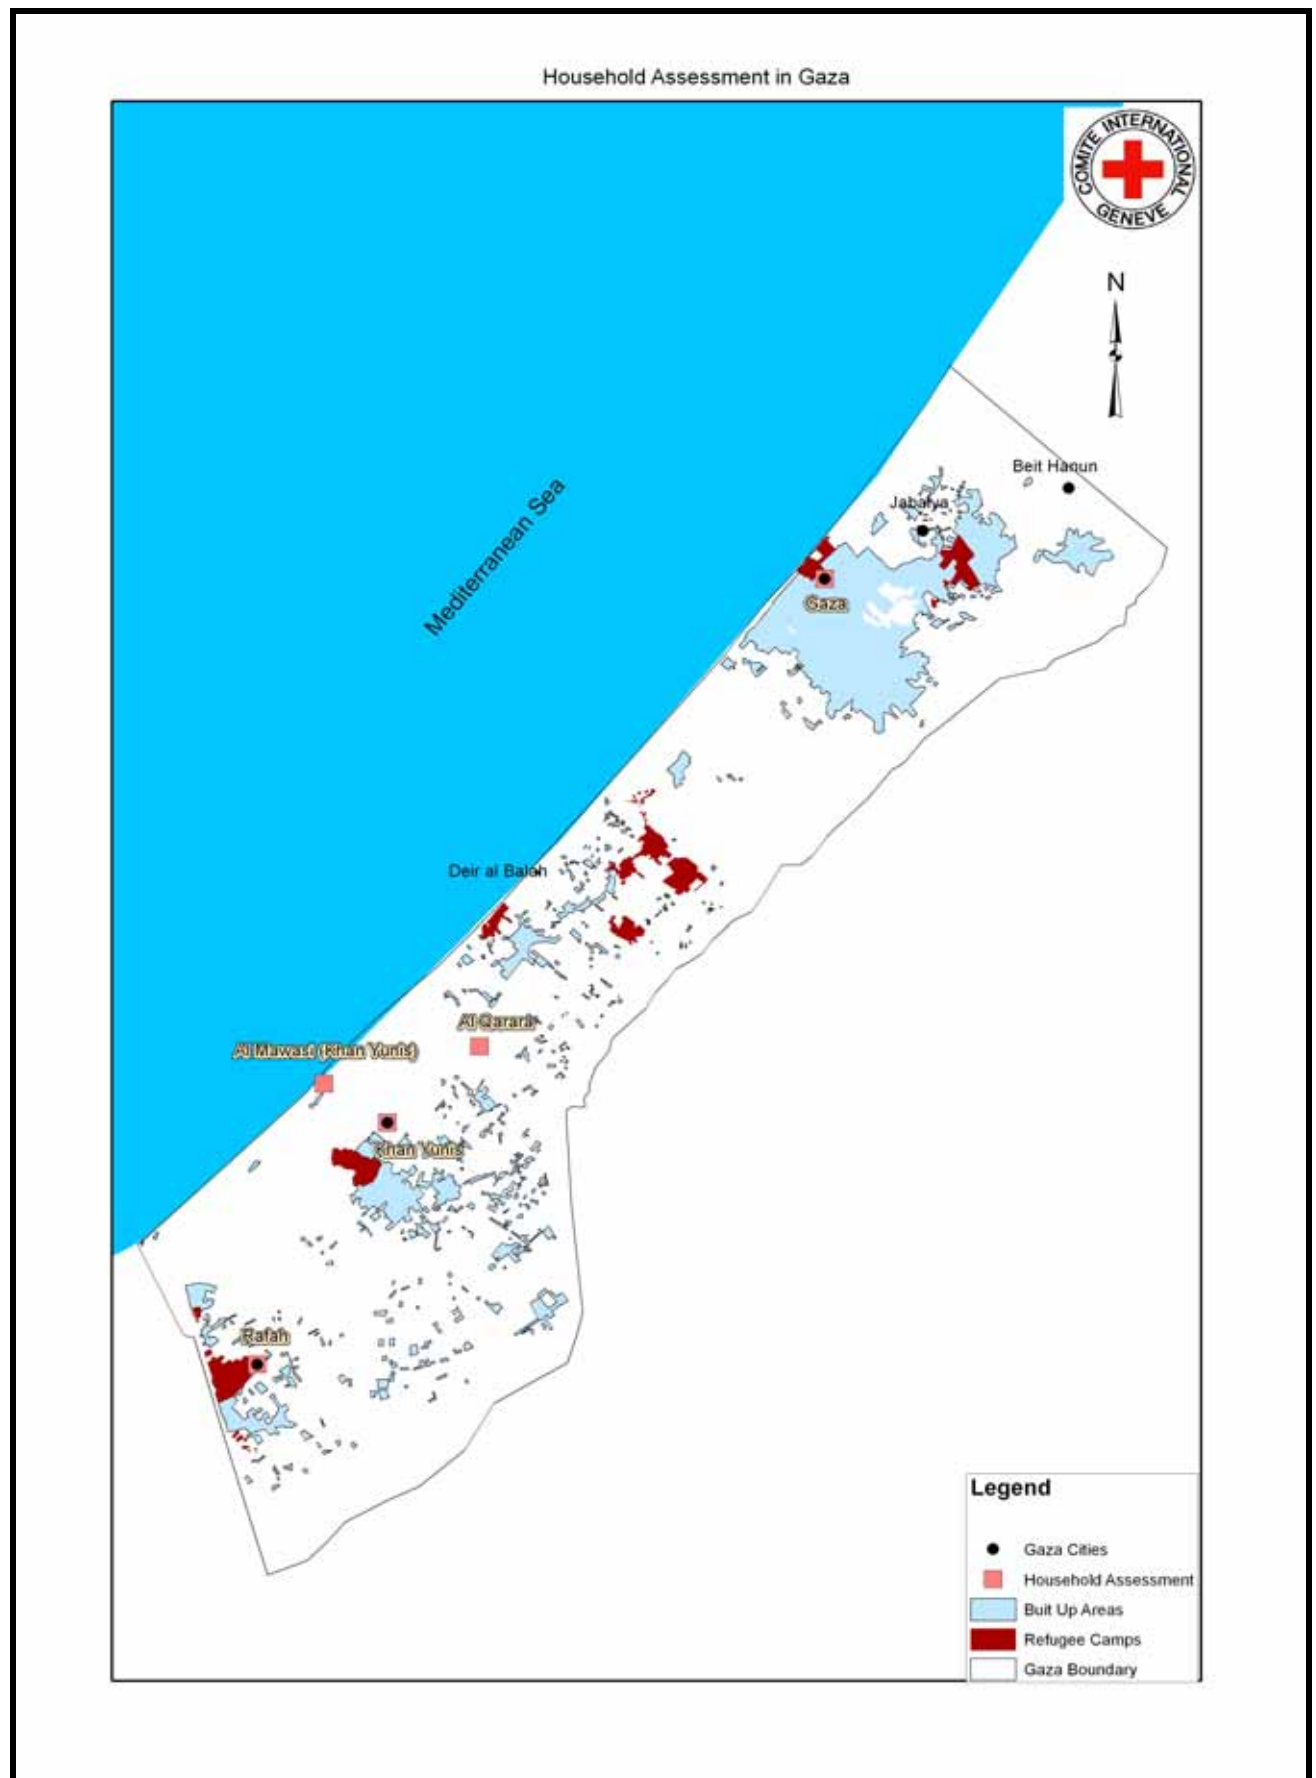 Household Assessment in Gaza
COMITE INTERNATIONAL
GENEVE
N
Beit Hanun
Jabalya
Gaza
Mediterranean Sea
Deir al Balah
Al Qarara
Al Mawasi (Khan Yunis)
Khan Yunis
Rafah
Legend
Gaza Cities
Household Assessment
Buit Up Areas
Refugee Camps
Gaza Boundary